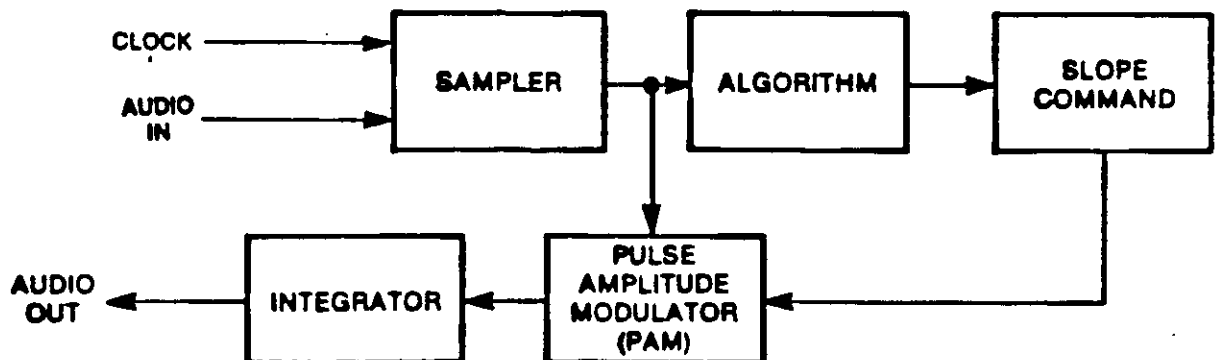 CLOCK
AUDIO
IN
SAMPLER
ALGORITHM
SLOPE
COMMAND
AUDIO
OUT
INTEGRATOR
PULSE
AMPLITUDE
MODULATOR
(PAM)